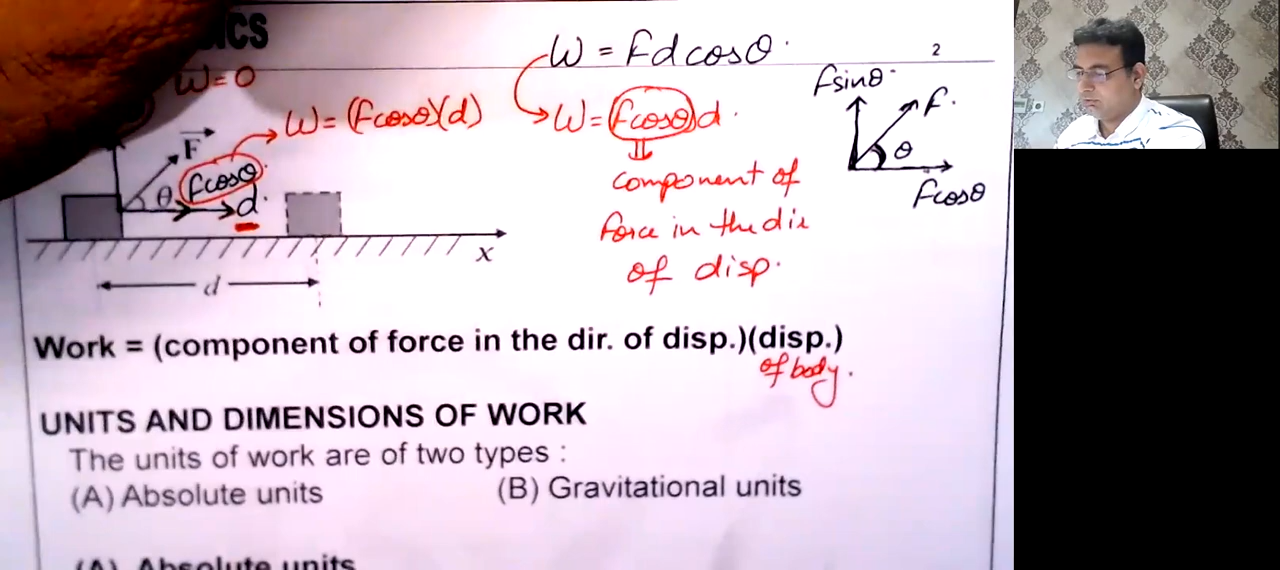 ICS
W = 0
W = (Fcosθ)(d)
W = Fdcosθ
2
W = (Fcosθ)d.
component of
force in the dir
of disp.
Fsinθ
F.
θ
Fcosθ
F
Fcosθ
θ
d
x
d
Work = (component of force in the dir. of disp.)(disp.)
of body.
UNITS AND DIMENSIONS OF WORK
The units of work are of two types :
(A) Absolute units
(B) Gravitational units
(A) Absolute units